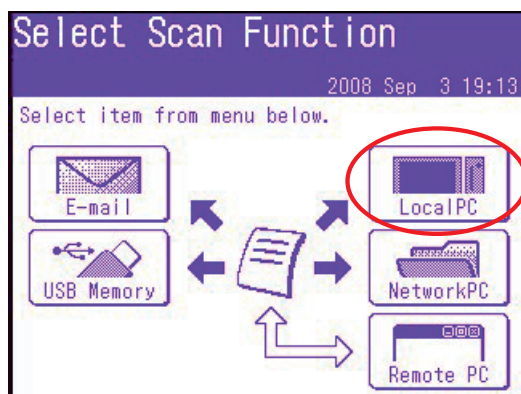 Select Scan Function
2008 Sep 3 19:13
Select item from menu below.
E-mail
LocalPC
USB Memory
NetworkPC
Remote PC